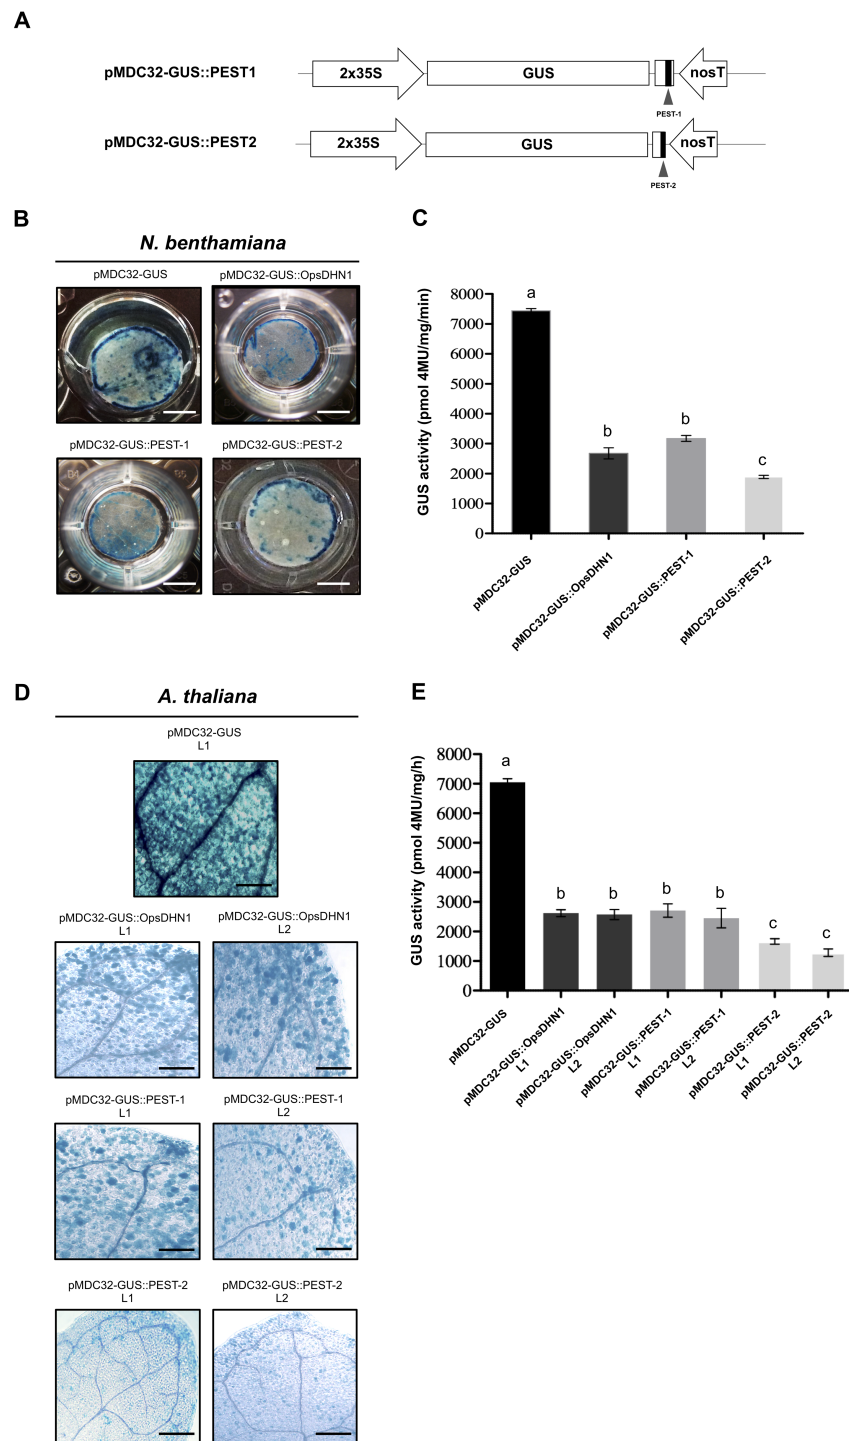 A
pMDC32-GUS::PEST1
2x35S
GUS
nosT
PEST-1
pMDC32-GUS::PEST2
2x35S
GUS
nosT
PEST-2
B
N. benthamiana
pMDC32-GUS
pMDC32-GUS::OpsDHN1
pMDC32-GUS::PEST-1
pMDC32-GUS::PEST-2
C
GUS activity (pmol 4MU/mg/min)
8000
7000
6000
5000
4000
3000
2000
1000
0
a
b
b
c
pMDC32-GUS
pMDC32-GUS::OpsDHN1
pMDC32-GUS::PEST-1
pMDC32-GUS::PEST-2
D
A. thaliana
pMDC32-GUS
L1
pMDC32-GUS::OpsDHN1
L1
pMDC32-GUS::OpsDHN1
L2
pMDC32-GUS::PEST-1
L1
pMDC32-GUS::PEST-1
L2
pMDC32-GUS::PEST-2
L1
pMDC32-GUS::PEST-2
L2
E
GUS activity (pmol 4MU/mg/h)
8000
7000
6000
5000
4000
3000
2000
1000
0
a
b
b
b
b
c
c
pMDC32-GUS
pMDC32-GUS::OpsDHN1
L1
pMDC32-GUS::OpsDHN1
L2
pMDC32-GUS::PEST-1
L1
pMDC32-GUS::PEST-1
L2
pMDC32-GUS::PEST-2
L1
pMDC32-GUS::PEST-2
L2